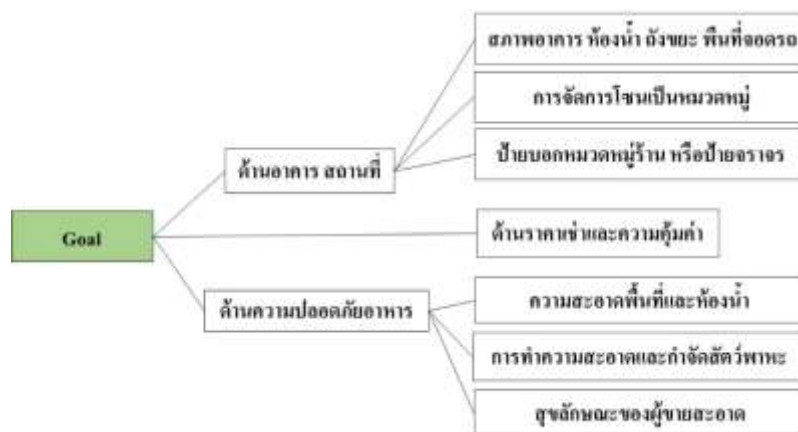 สภาพอาคาร ห้องน้ำ ถังขยะ พื้นที่จอดรถ
การจัดการโซนเป็นหมวดหมู่
ป้ายบอกหมวดหมู่ร้าน หรือป้ายจราจร
ด้านอาคาร สถานที่
Goal
ด้านราคาเช่าและความคุ้มค่า
ด้านความปลอดภัยอาหาร
ความสะอาดพื้นที่และห้องน้ำ
การทำความสะอาดและกำจัดสัตว์พาหะ
สุขลักษณะของผู้ขายสะอาด